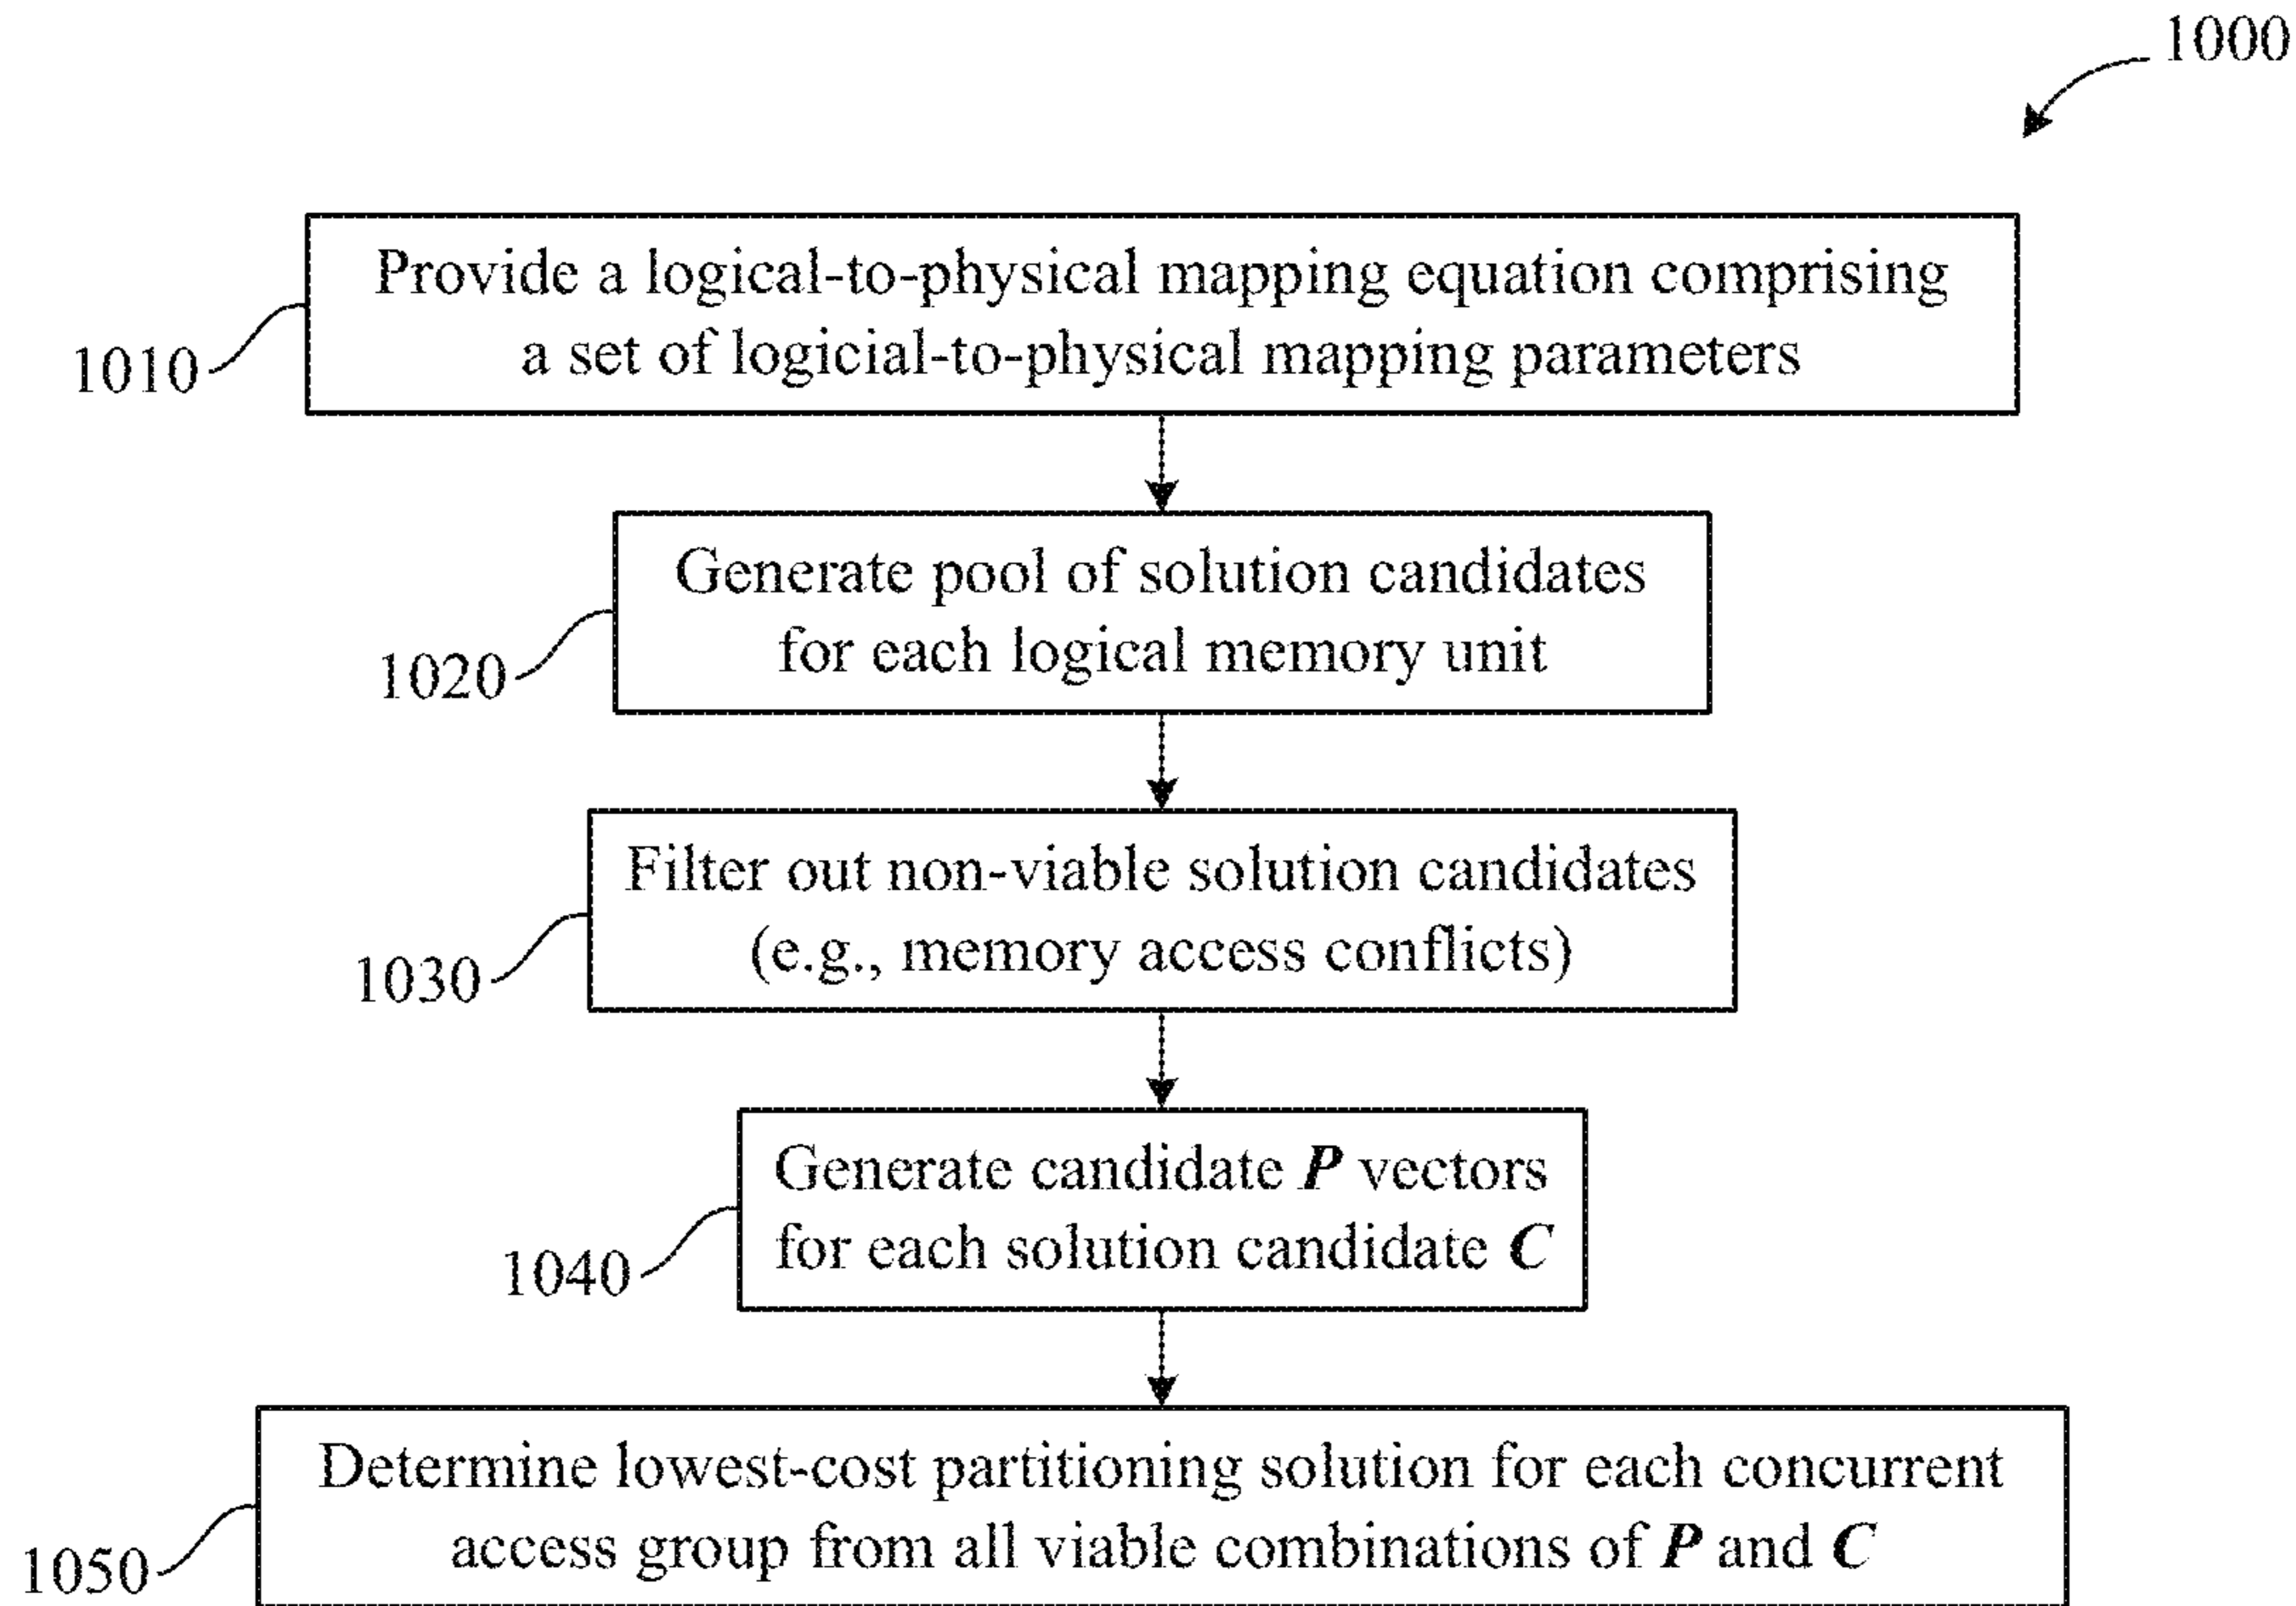 1000
Provide a logical-to-physical mapping equation comprising
a set of logicial-to-physical mapping parameters
1010
Generate pool of solution candidates
for each logical memory unit
1020
Filter out non-viable solution candidates
(e.g., memory access conflicts)
1030
Generate candidate P vectors
for each solution candidate C
1040
Determine lowest-cost partitioning solution for each concurrent
access group from all viable combinations of P and C
1050